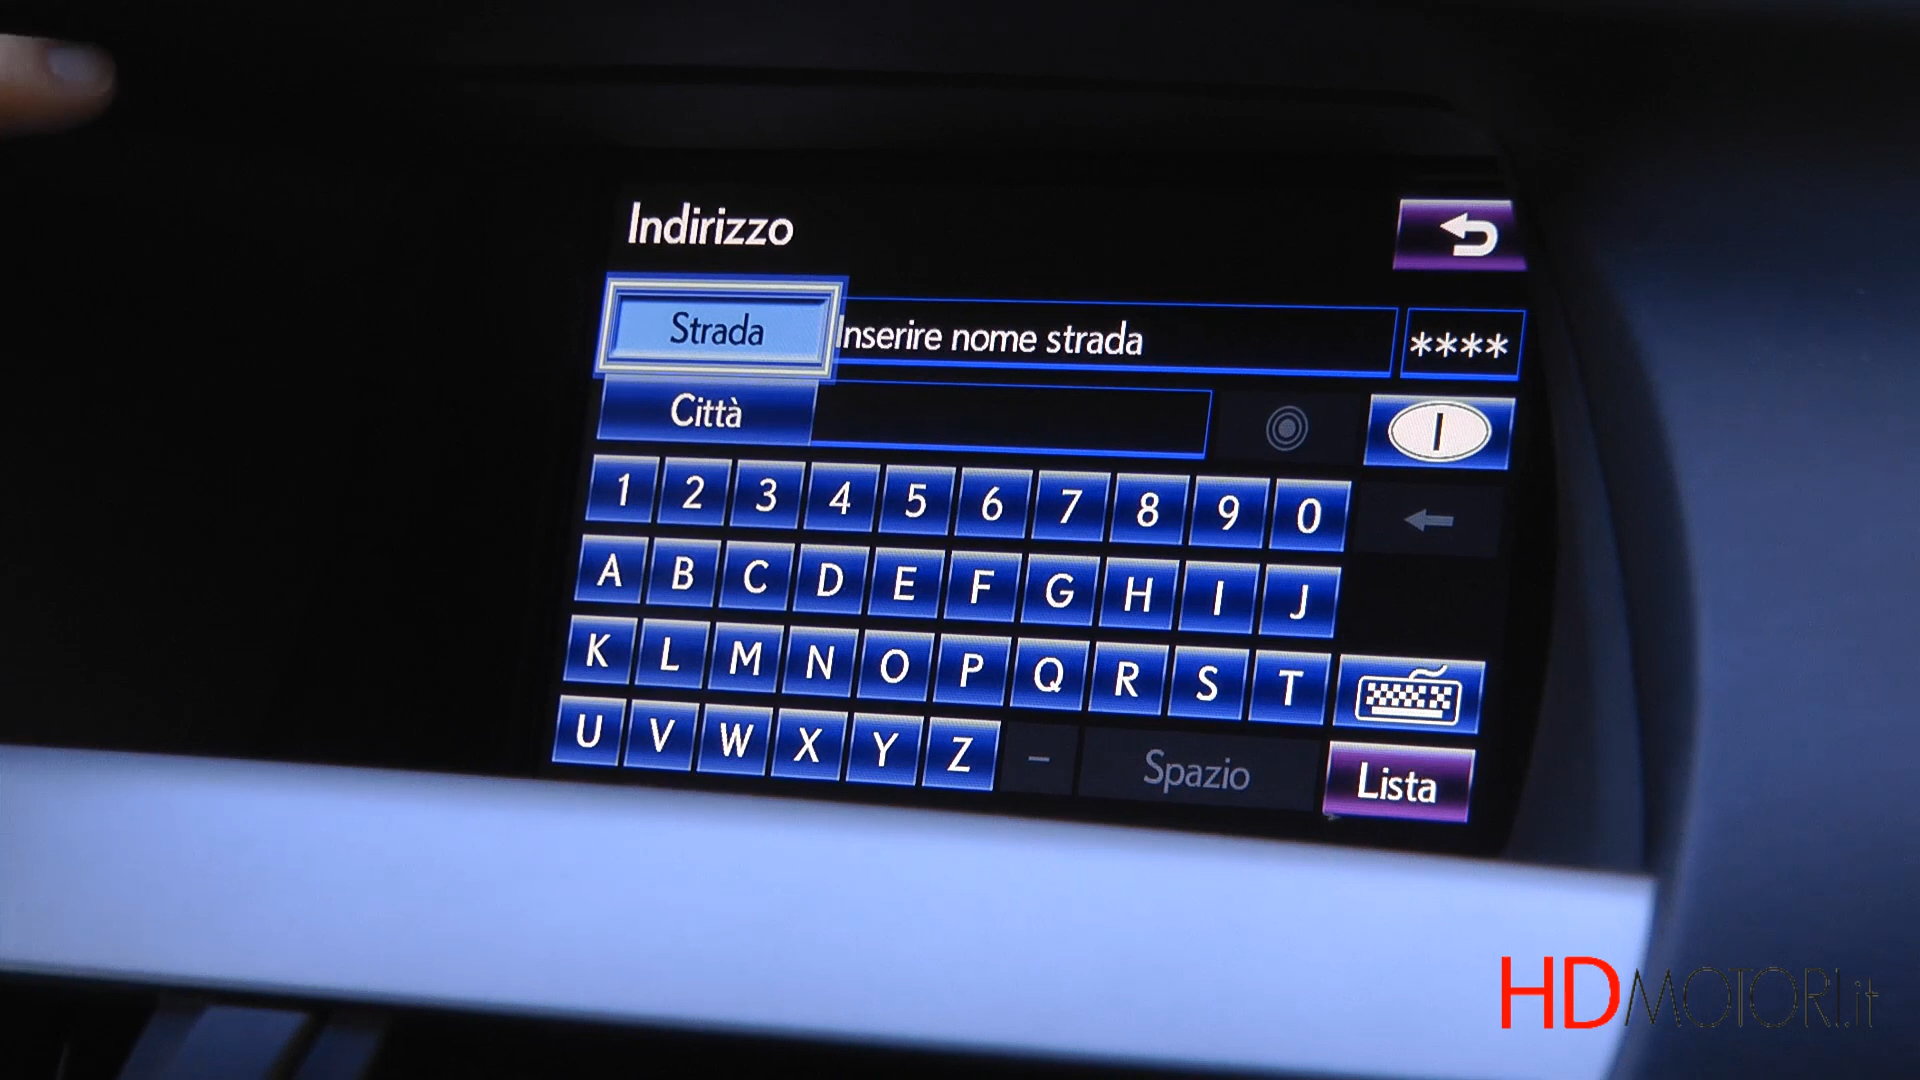 Indirizzo
Strada Inserire nome strada ****
Città I
1 2 3 4 5 6 7 8 9 0
A B C D E F G H I J
K L M N O P Q R S T
U V W X Y Z - Spazio Lista
HDMOTORI.it